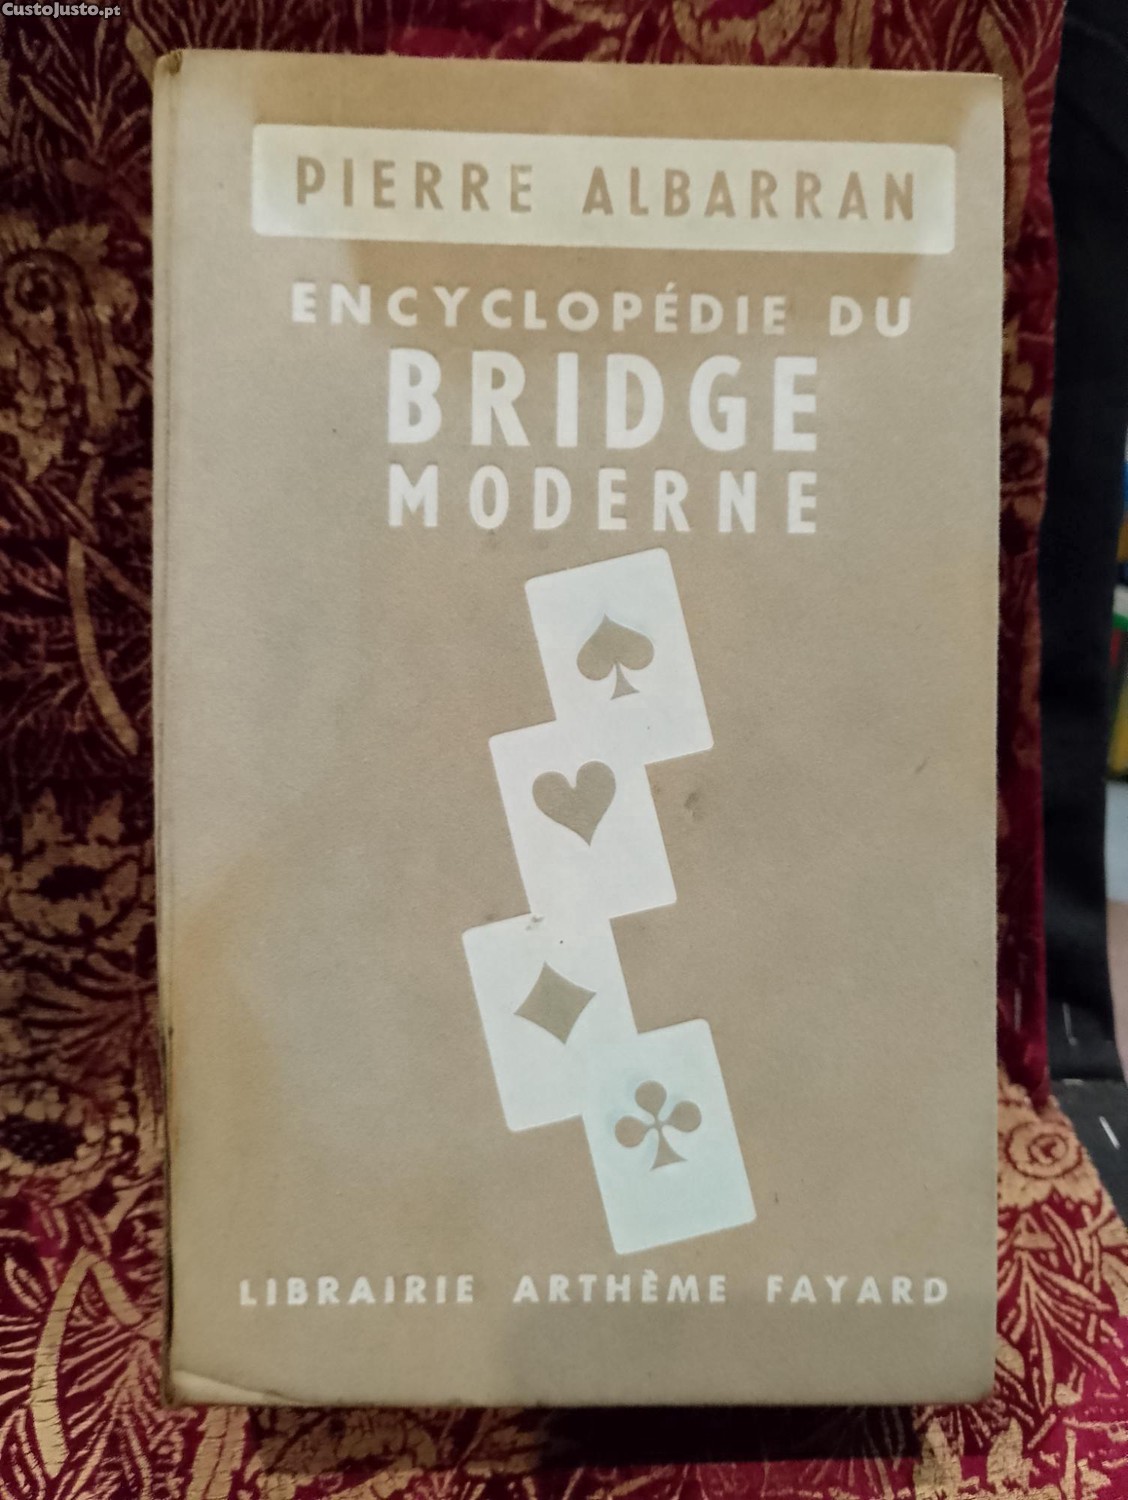 CustoJusto.pt
PIERRE ALBARRAN
ENCYCLOPÉDIE DU
BRIDGE
MODERNE
LIBRAIRIE ARTHÈME FAYARD